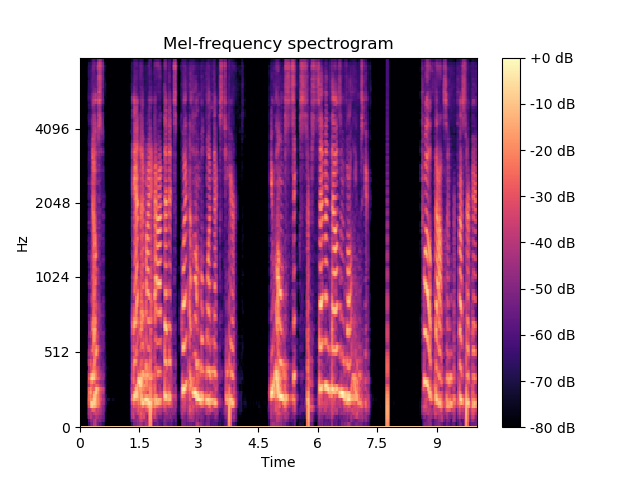 Mel-frequency spectrogram
+0 dB
4096
-10 dB
-20 dB
2048
-30 dB
Hz
-40 dB
1024
-50 dB
-60 dB
512
-70 dB
0
-80 dB
0 1.5 3 4.5 6 7.5 9
Time